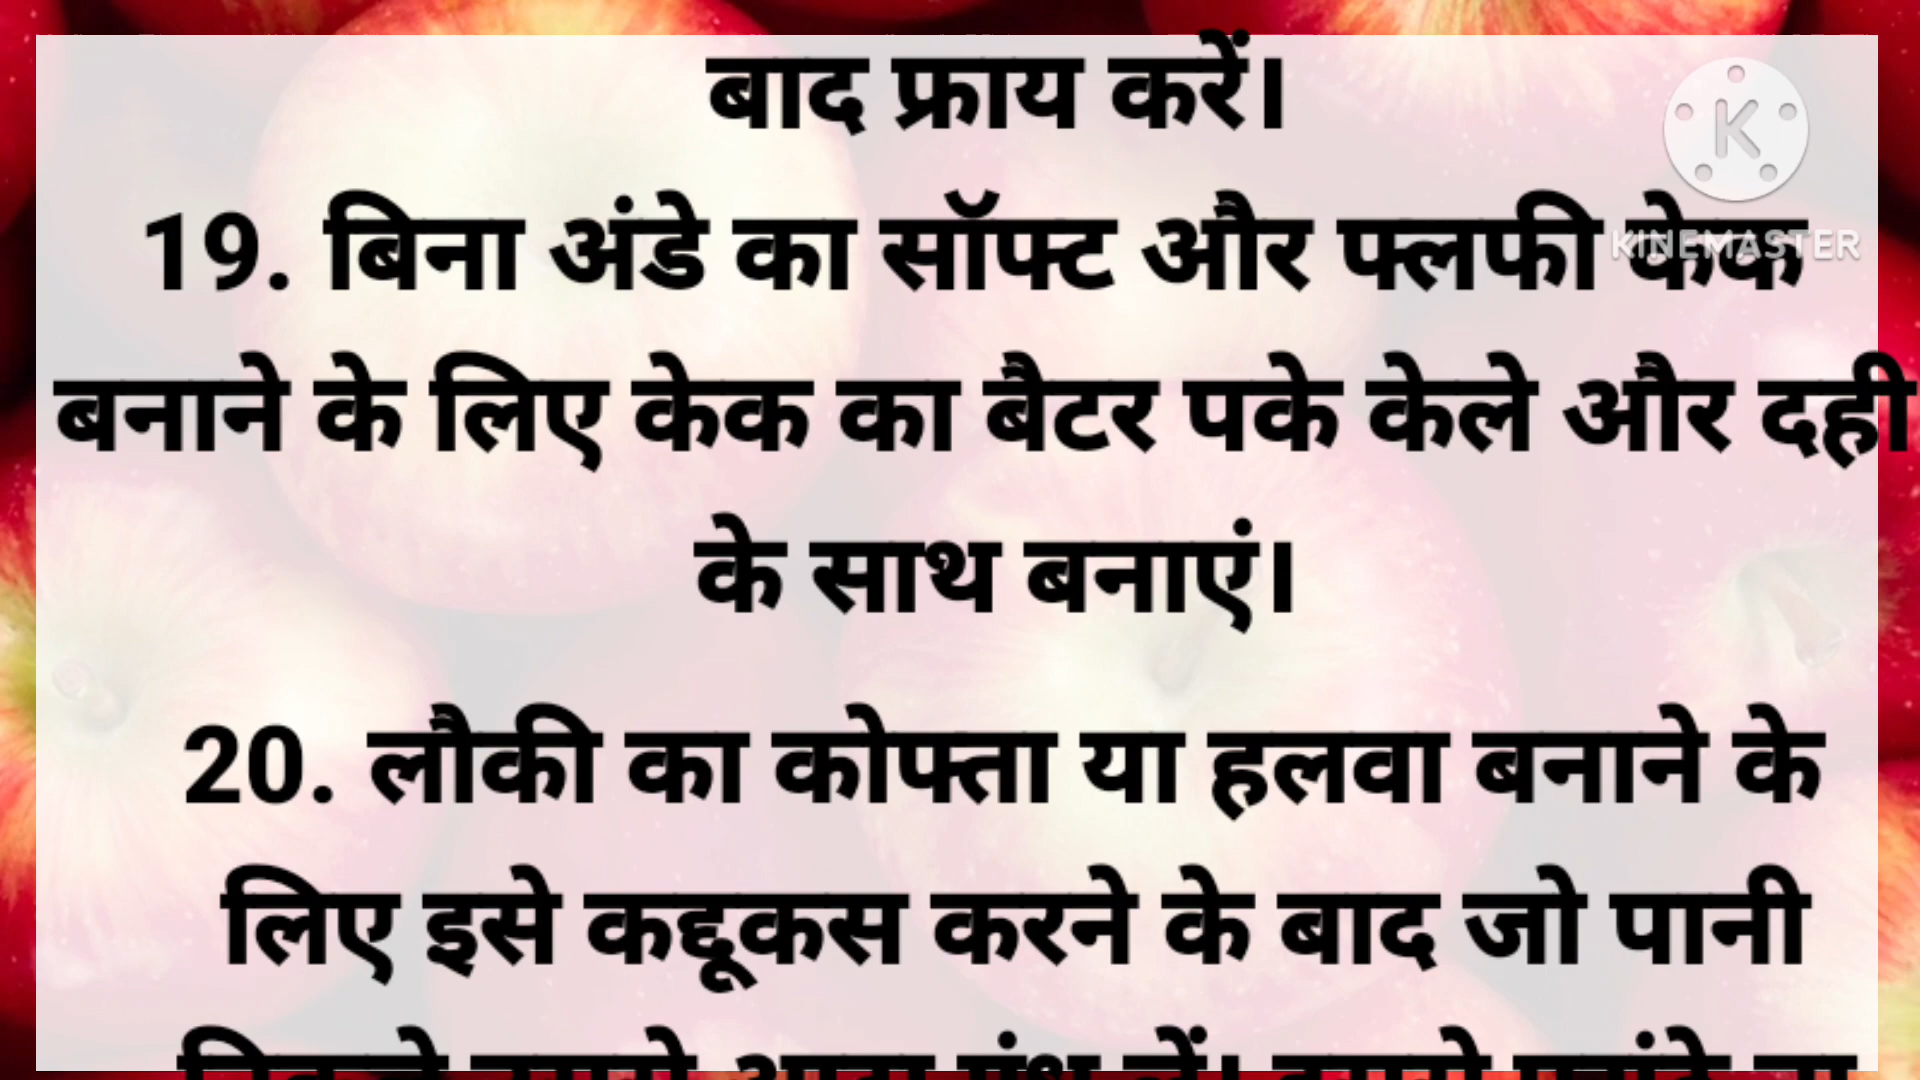 बाद फ्राय करें।
19. बिना अंडे का सॉफ्ट और फ्लफी केक
बनाने के लिए केक का बैटर पके केले और दही
के साथ बनाएं।
20. लौकी का कोफ्ता या हलवा बनाने के
लिए इसे कद्दूकस करने के बाद जो पानी
K
KINEMASTER